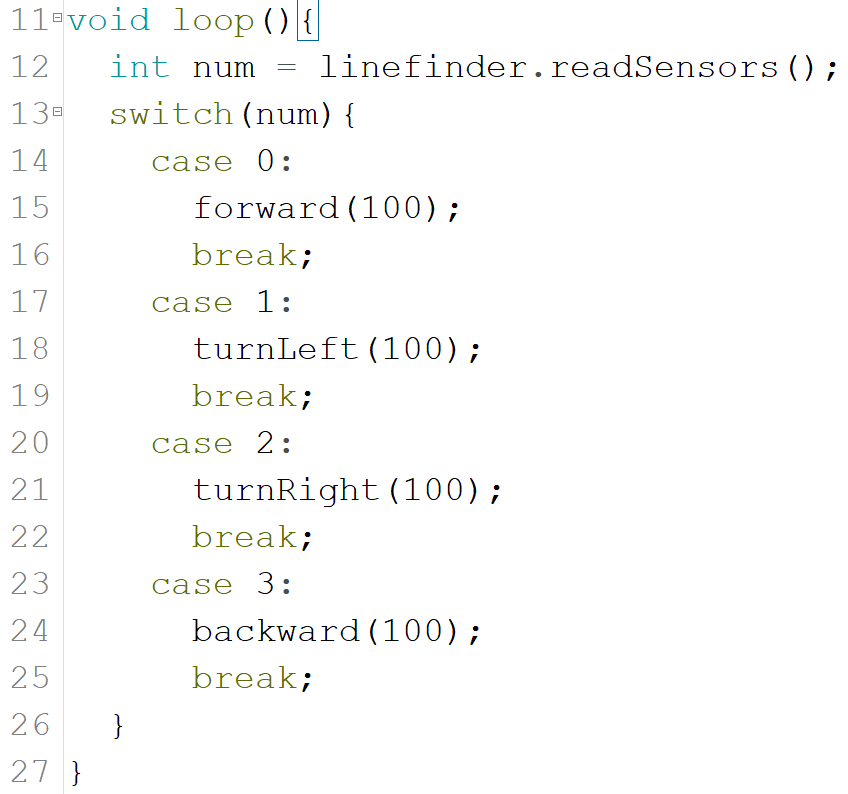 11 void loop(){
12   int num = linefinder.readSensors();
13   switch(num){
14     case 0:
15       forward(100);
16       break;
17     case 1:
18       turnLeft(100);
19       break;
20     case 2:
21       turnRight(100);
22       break;
23     case 3:
24       backward(100);
25       break;
26   }
27 }